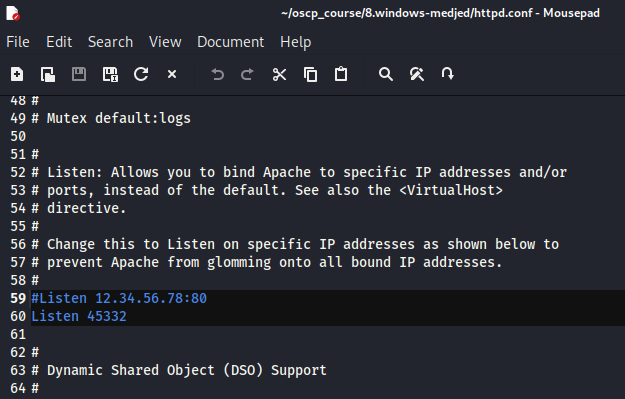 ~/oscp_course/8.windows-medjed/httpd.conf - Mousepad
File Edit Search View Document Help
48 #
49 # Mutex default:logs
50
51 #
52 # Listen: Allows you to bind Apache to specific IP addresses and/or
53 # ports, instead of the default. See also the <VirtualHost>
54 # directive.
55 #
56 # Change this to Listen on specific IP addresses as shown below to
57 # prevent Apache from glomming onto all bound IP addresses.
58 #
59 #Listen 12.34.56.78:80
60 Listen 45332
61
62 #
63 # Dynamic Shared Object (DSO) Support
64 #